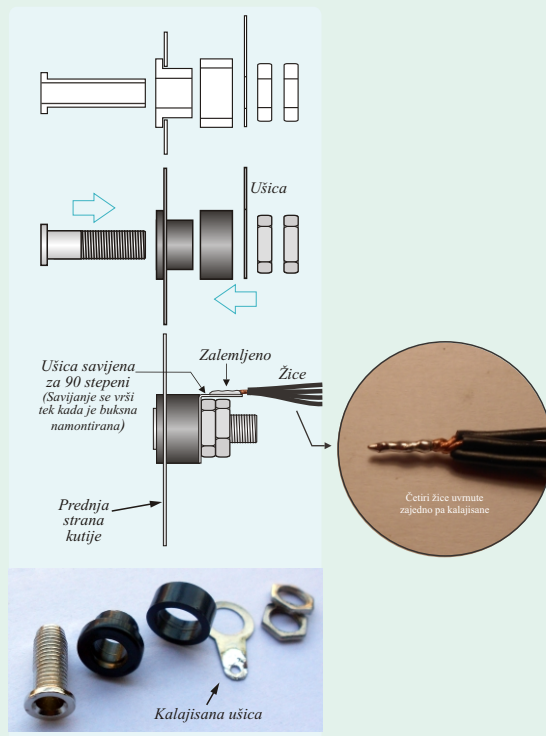 Ušica
Ušica savijena
za 90 stepeni
(Savijanje se vrši
tek kada je buksna
namontirana)
Zalemljeno
Žice
Prednja
strana
kutije
Četiri žice uvrnute
zajedno pa kalajisane
Kalajisana ušica